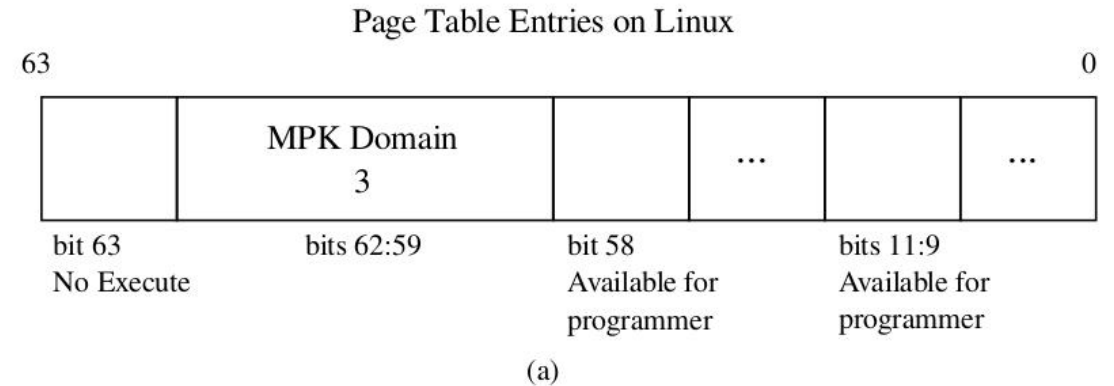 Page Table Entries on Linux
63
0
MPK Domain
3
...
...
bit 63
No Execute
bits 62:59
bit 58
Available for
programmer
bits 11:9
Available for
programmer
(a)